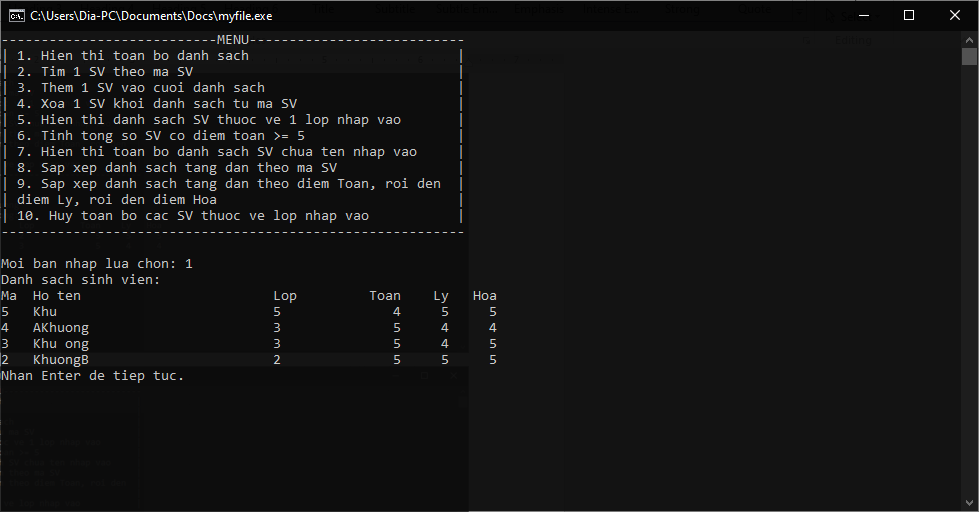 C:\Users\Dia-PC\Documents\Docs\myfile.exe
---------------------------MENU---------------------------
| 1. Hien thi toan bo danh sach                          |
| 2. Tim 1 SV theo ma SV                                 |
| 3. Them 1 SV vao cuoi danh sach                        |
| 4. Xoa 1 SV khoi danh sach tu ma SV                    |
| 5. Hien thi danh sach SV thuoc ve 1 lop nhap vao       |
| 6. Tinh tong so SV co diem toan >= 5                   |
| 7. Hien thi toan bo danh sach SV chua ten nhap vao     |
| 8. Sap xep danh sach tang dan theo ma SV               |
| 9. Sap xep danh sach tang dan theo diem Toan, roi den  |
| diem Ly, roi den diem Hoa                              |
| 10. Huy toan bo cac SV thuoc ve lop nhap vao           |
----------------------------------------------------------
Moi ban nhap lua chon: 1
Danh sach sinh vien:
Ma  Ho ten                        Lop         Toan    Ly   Hoa
5   Khu                           5              4     5     5
4   AKhuong                       3              5     4     4
3   Khu ong                       3              5     4     5
2   KhuongB                       2              5     5     5
Nhan Enter de tiep tuc.